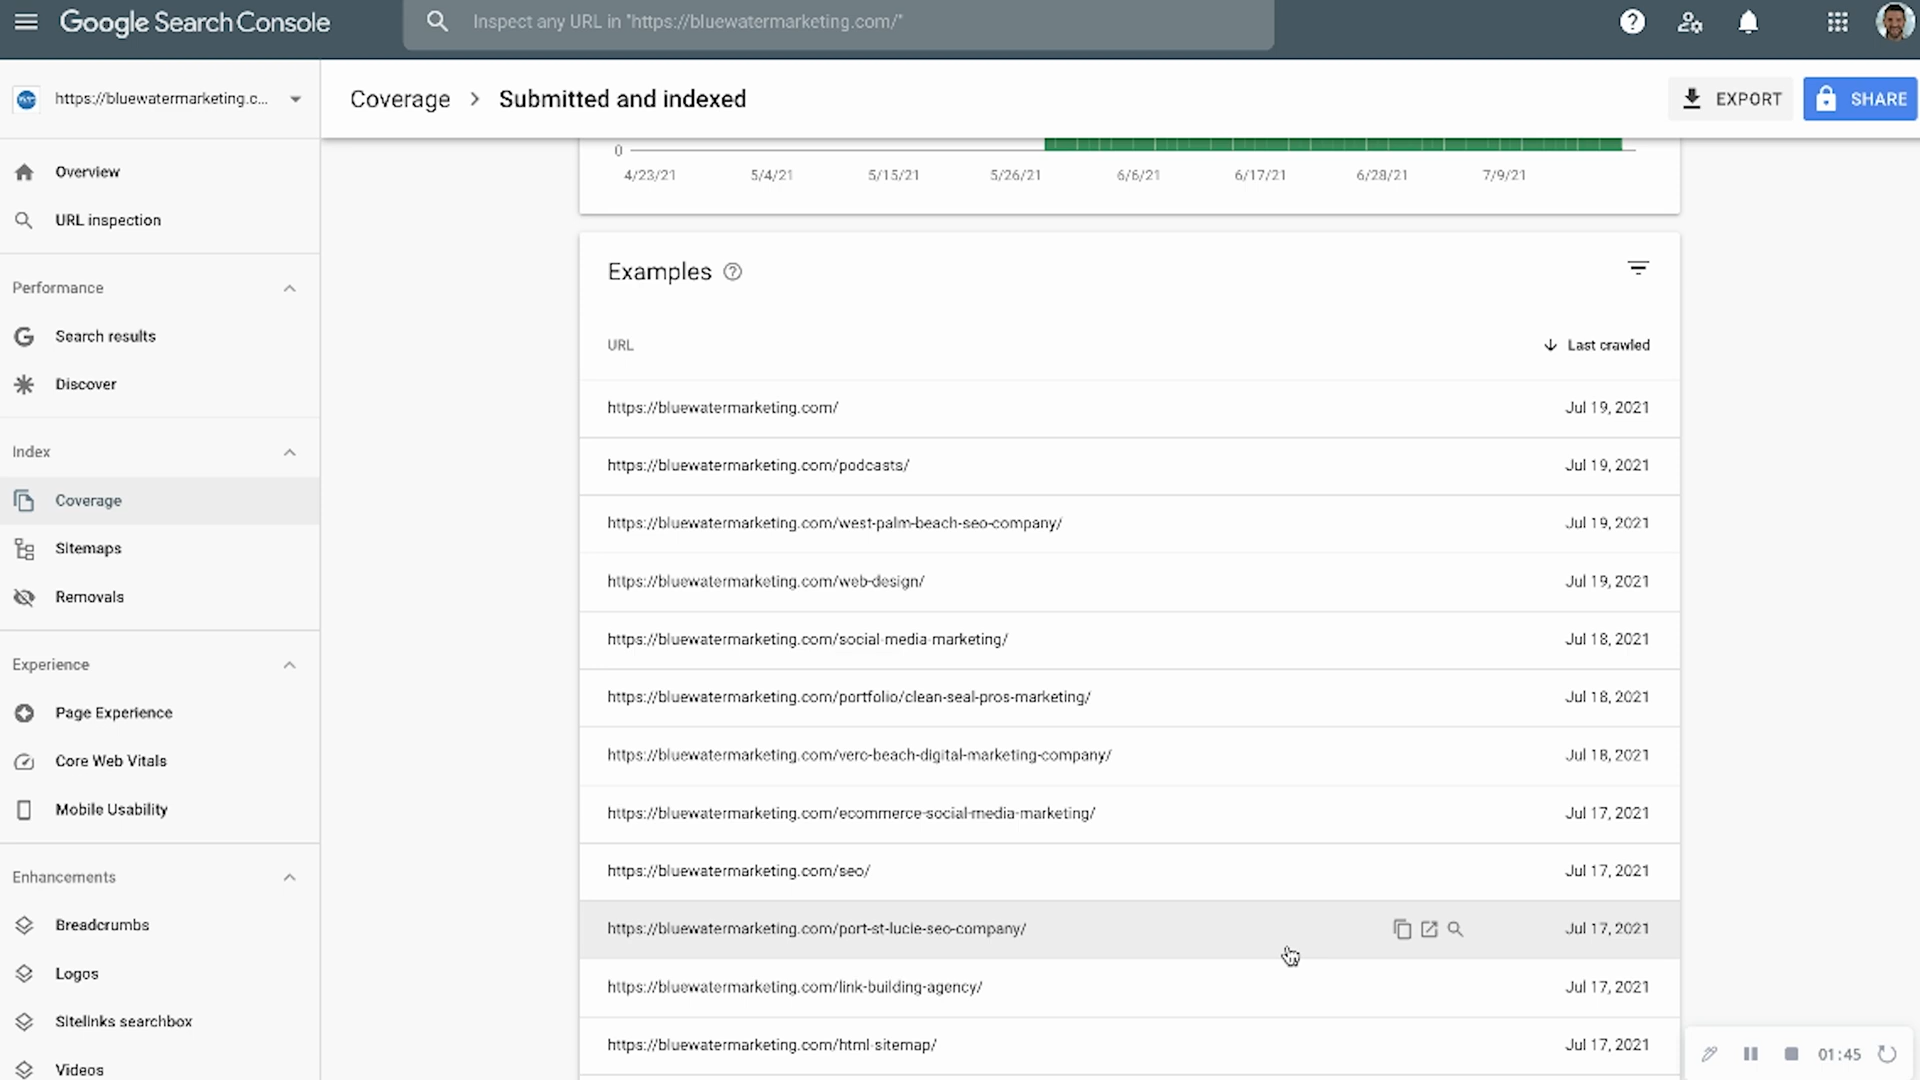 Google Search Console
Inspect any URL in "https://bluewatermarketing.com/"
https://bluewatermarketing.c...
Coverage > Submitted and indexed
EXPORT
SHARE
Overview
URL inspection
Performance
Search results
Discover
Index
Coverage
Sitemaps
Removals
Experience
Page Experience
Core Web Vitals
Mobile Usability
Enhancements
Breadcrumbs
Logos
Sitelinks searchbox
Videos
0
4/23/21 5/4/21 5/15/21 5/26/21 6/6/21 6/17/21 6/28/21 7/9/21
Examples
URL Last crawled
https://bluewatermarketing.com/ Jul 19, 2021
https://bluewatermarketing.com/podcasts/ Jul 19, 2021
https://bluewatermarketing.com/west-palm-beach-seo-company/ Jul 19, 2021
https://bluewatermarketing.com/web-design/ Jul 19, 2021
https://bluewatermarketing.com/social-media-marketing/ Jul 18, 2021
https://bluewatermarketing.com/portfolio/clean-seal-pros-marketing/ Jul 18, 2021
https://bluewatermarketing.com/vero-beach-digital-marketing-company/ Jul 18, 2021
https://bluewatermarketing.com/ecommerce-social-media-marketing/ Jul 17, 2021
https://bluewatermarketing.com/seo/ Jul 17, 2021
https://bluewatermarketing.com/port-st-lucie-seo-company/ Jul 17, 2021
https://bluewatermarketing.com/link-building-agency/ Jul 17, 2021
https://bluewatermarketing.com/html-sitemap/ Jul 17, 2021
01:45